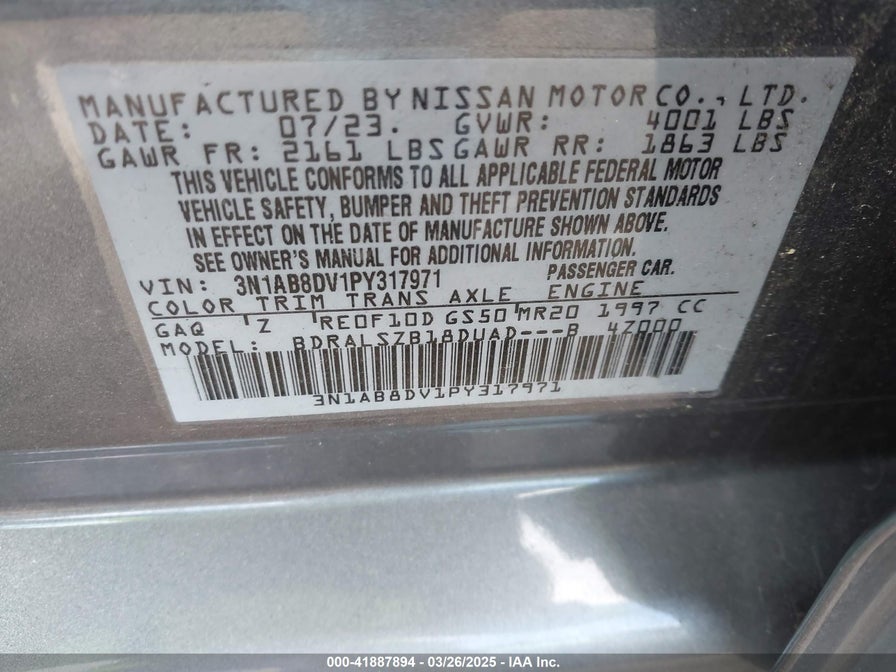 MANUFACTURED BY NISSAN MOTOR CO., LTD.
DATE: 07/23. GVWR: 4001 LBS
GAWR FR: 2161 LBS GAWR RR: 1863 LBS
THIS VEHICLE CONFORMS TO ALL APPLICABLE FEDERAL MOTOR
VEHICLE SAFETY, BUMPER AND THEFT PREVENTION STANDARDS
IN EFFECT ON THE DATE OF MANUFACTURE SHOWN ABOVE.
SEE OWNER'S MANUAL FOR ADDITIONAL INFORMATION.
VIN: 3N1AB8DV1PY317971 PASSENGER CAR.
COLOR TRIM TRANS AXLE ENGINE
GAQ Z RE0F10D GS50 MR20 1997 CC
MODEL: BDRALSZB18DUAD---B 4Z000
3N1AB8DV1PY317971
000-41887894 - 03/26/2025 - IAA Inc.